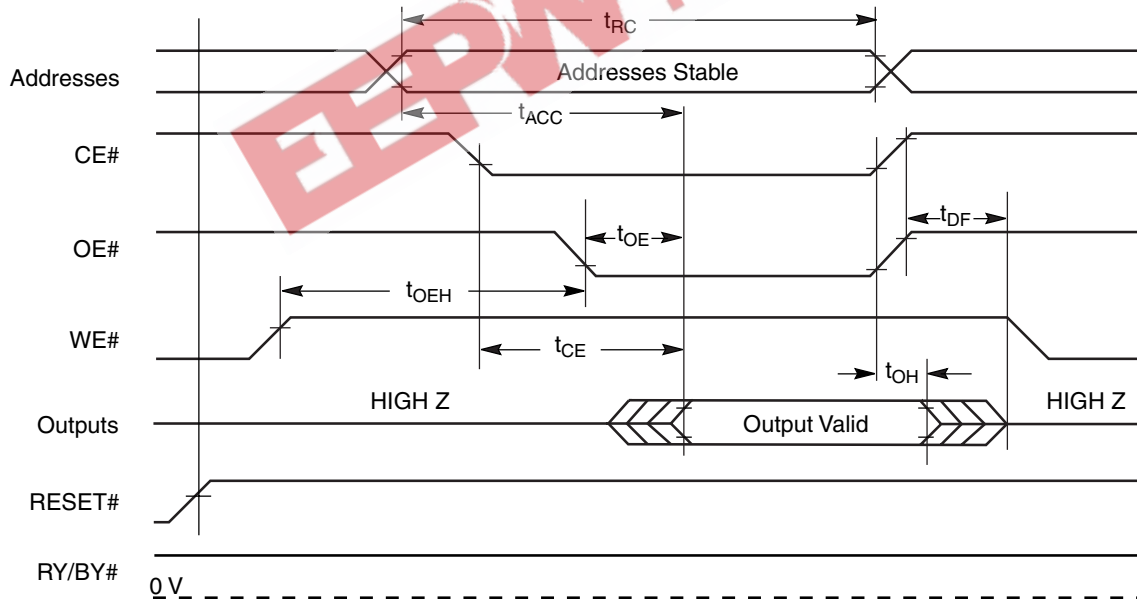 tRC
Addresses
Addresses Stable
tACC
CE#
tDF
OE#
tOE
tOEH
WE#
tCE
tOH
HIGH Z
HIGH Z
Outputs
Output Valid
RESET#
RY/BY#
0 V